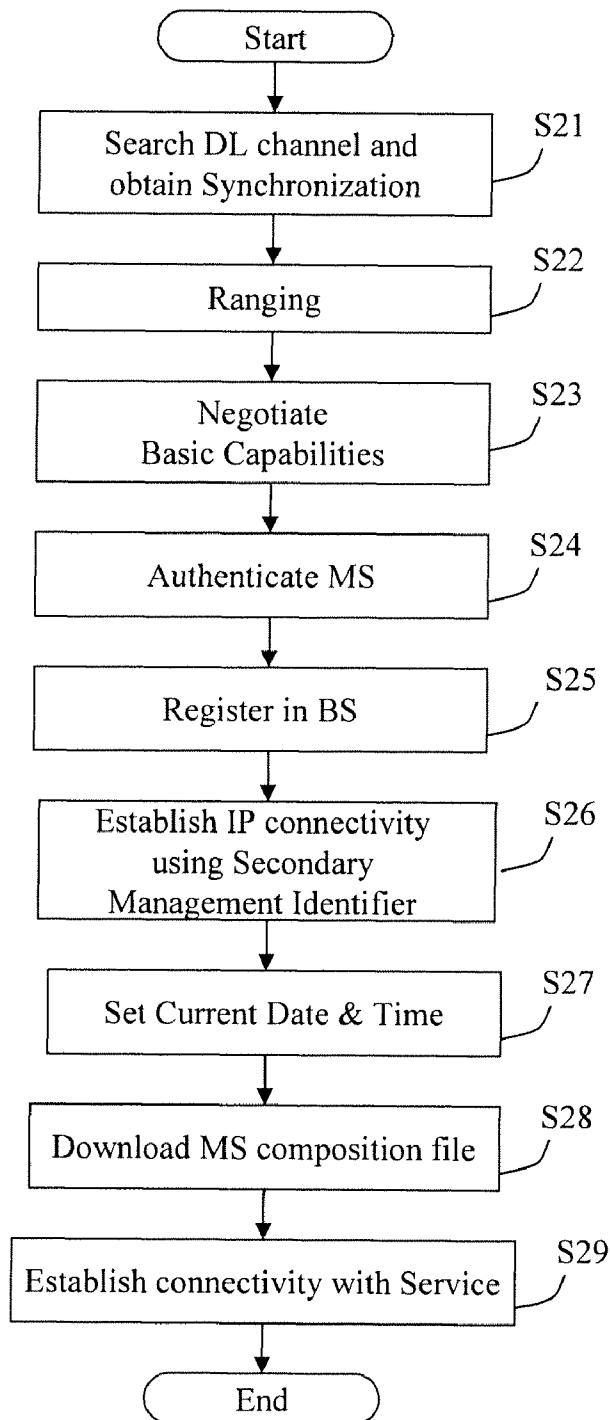 Start
Search DL channel and
obtain Synchronization
S21
Ranging
S22
Negotiate
Basic Capabilities
S23
Authenticate MS
S24
Register in BS
S25
Establish IP connectivity
using Secondary
Management Identifier
S26
Set Current Date & Time
S27
Download MS composition file
S28
Establish connectivity with Service
S29
End